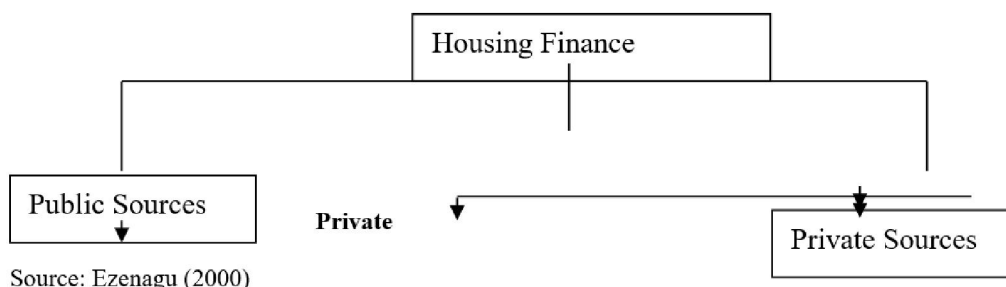 Housing Finance
Public Sources
Private
Private Sources
Source: Ezenagu (2000)